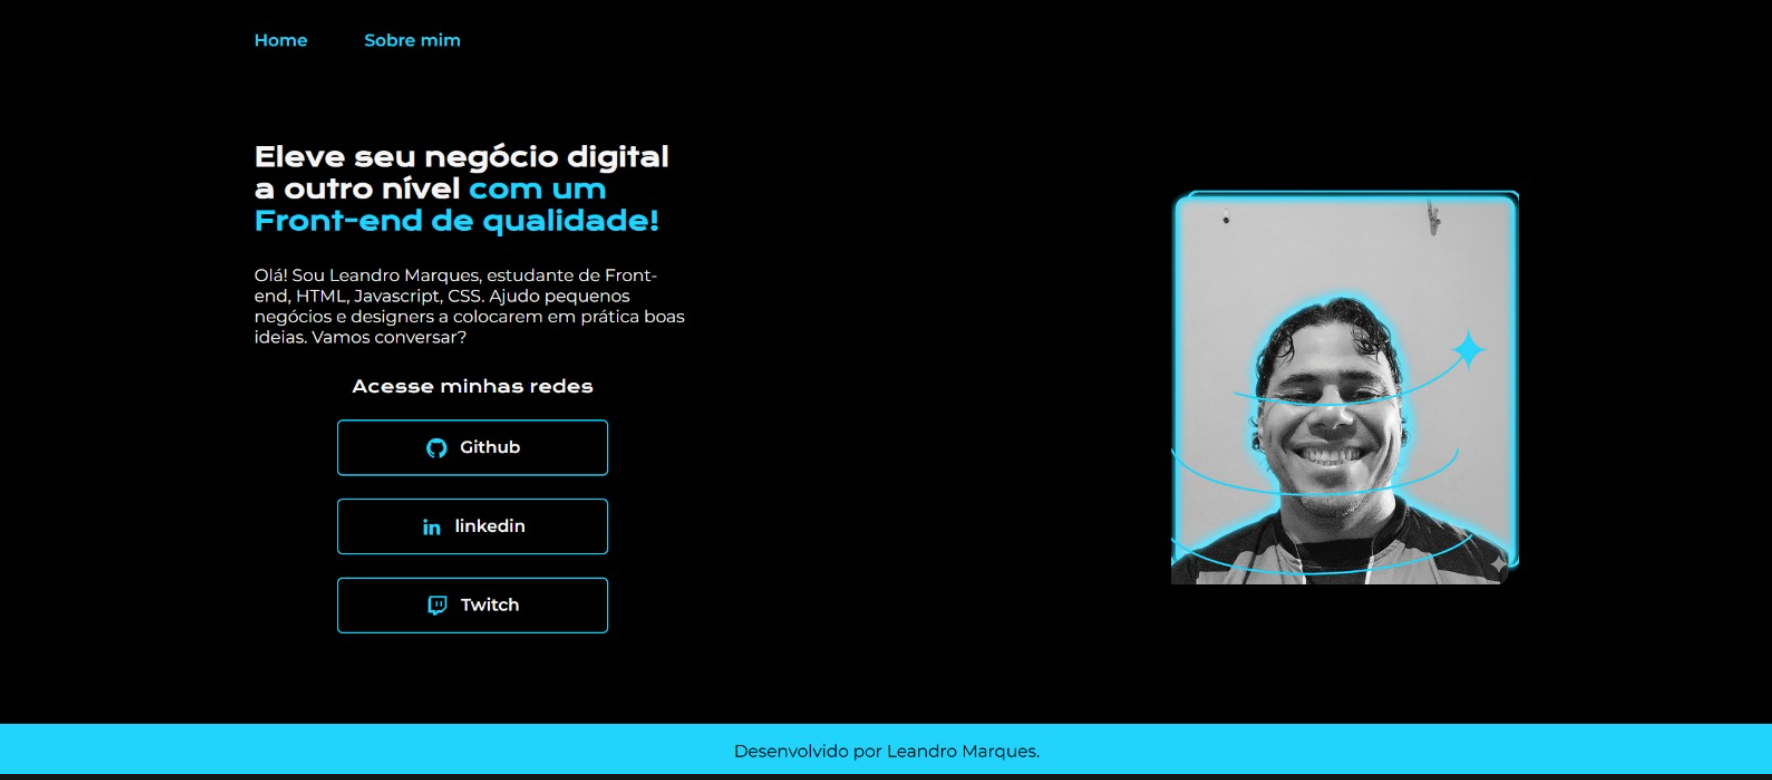 Home Sobre mim
Eleve seu negócio digital
a outro nível com um
Front-end de qualidade!
Olá! Sou Leandro Marques, estudante de Front-
end, HTML, Javascript, CSS. Ajudo pequenos
negócios e designers a colocarem em prática boas
ideias. Vamos conversar?
Acesse minhas redes
Github
linkedin
Twitch
Desenvolvido por Leandro Marques.